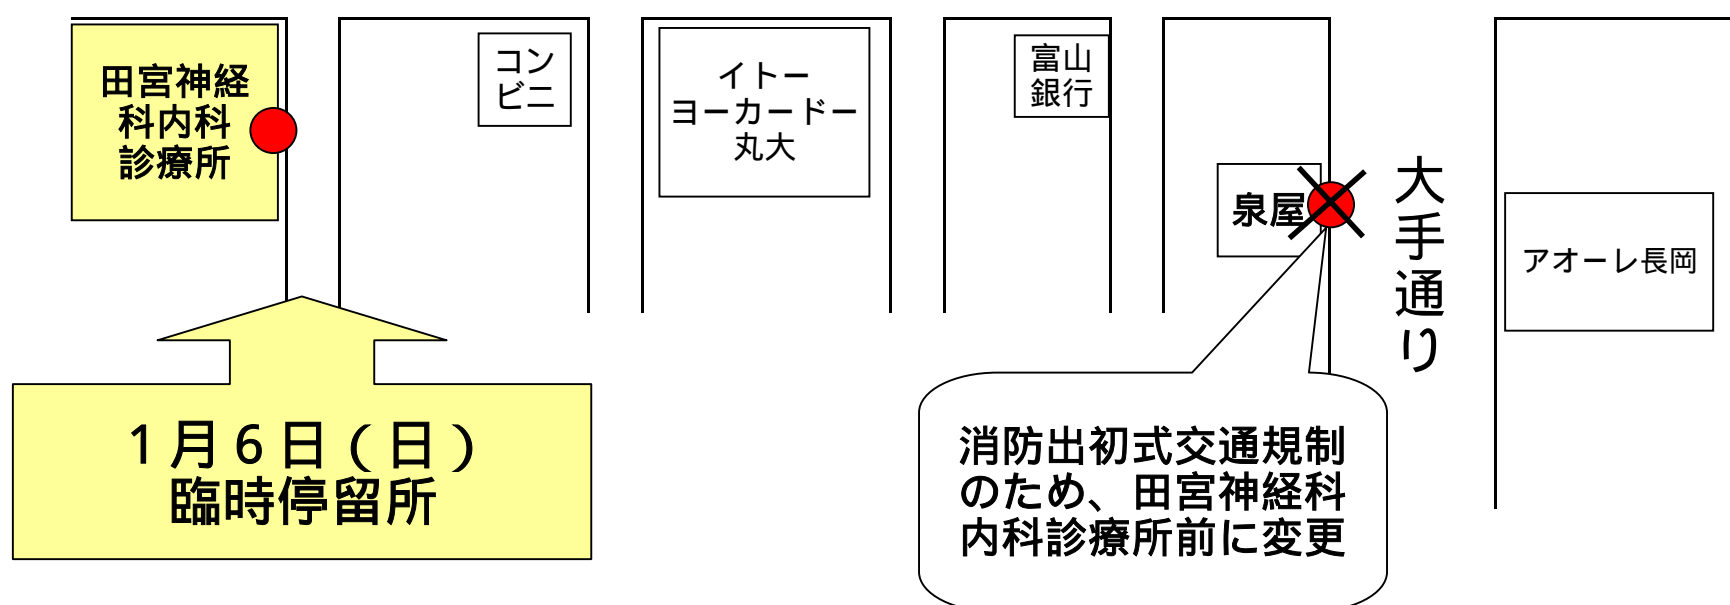 田宮神経
科内科
診療所
コン
ビニ
イトー
ヨーカードー
丸大
富山
銀行
泉屋
大手通り
アオーレ長岡
１月６日（日）
臨時停留所
消防出初式交通規制
のため、田宮神経科
内科診療所前に変更